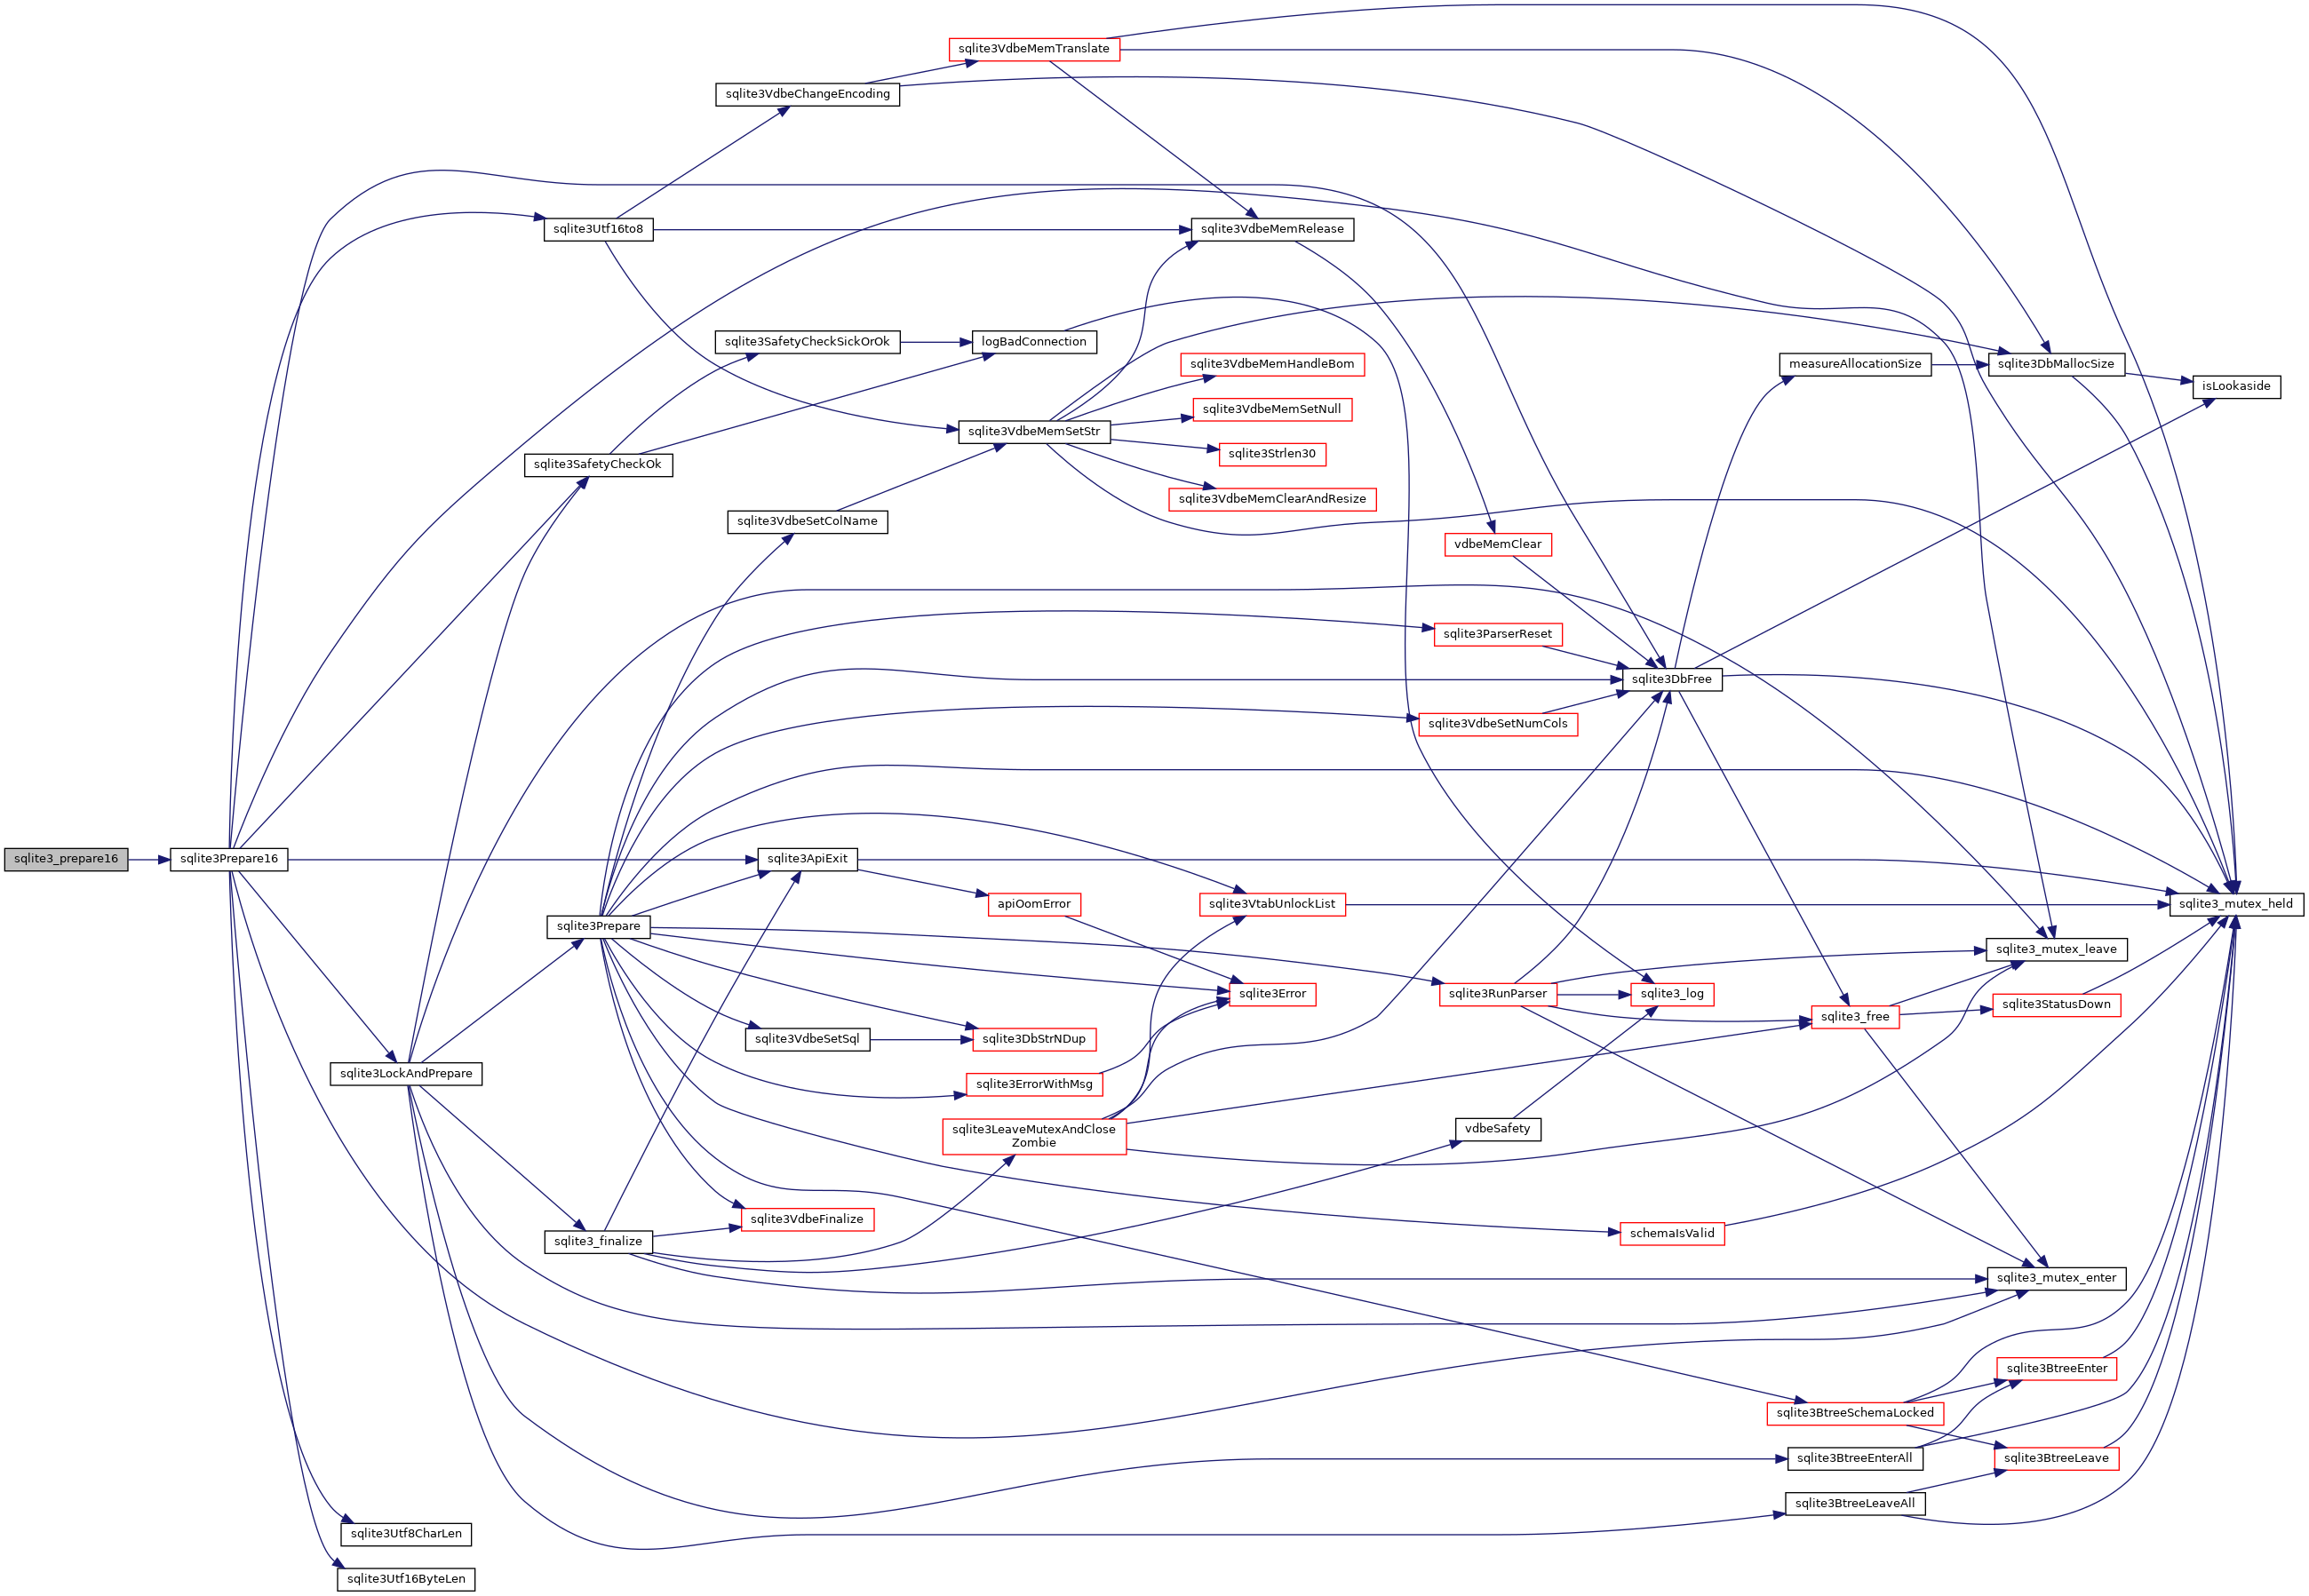 sqlite3VdbeMemTranslate
sqlite3VdbeChangeEncoding
sqlite3Utf16to8
sqlite3VdbeMemRelease
sqlite3SafetyCheckSickOrOk
logBadConnection
sqlite3VdbeMemHandleBom
measureAllocationSize
sqlite3DbMallocSize
isLookaside
sqlite3VdbeMemSetNull
sqlite3VdbeMemSetStr
sqlite3Strlen30
sqlite3SafetyCheckOk
sqlite3VdbeMemClearAndResize
sqlite3VdbeSetColName
vdbeMemClear
sqlite3ParserReset
sqlite3DbFree
sqlite3VdbeSetNumCols
sqlite3_prepare16
sqlite3Prepare16
sqlite3ApiExit
apiOomError
sqlite3VtabUnlockList
sqlite3_mutex_held
sqlite3Prepare
sqlite3_mutex_leave
sqlite3Error
sqlite3RunParser
sqlite3_log
sqlite3StatusDown
sqlite3_free
sqlite3VdbeSetSql
sqlite3DbStrNDup
sqlite3LockAndPrepare
sqlite3ErrorWithMsg
sqlite3LeaveMutexAndClose
Zombie
vdbeSafety
sqlite3VdbeFinalize
schemaIsValid
sqlite3_finalize
sqlite3_mutex_enter
sqlite3BtreeEnter
sqlite3BtreeSchemaLocked
sqlite3BtreeEnterAll
sqlite3BtreeLeave
sqlite3BtreeLeaveAll
sqlite3Utf8CharLen
sqlite3Utf16ByteLen